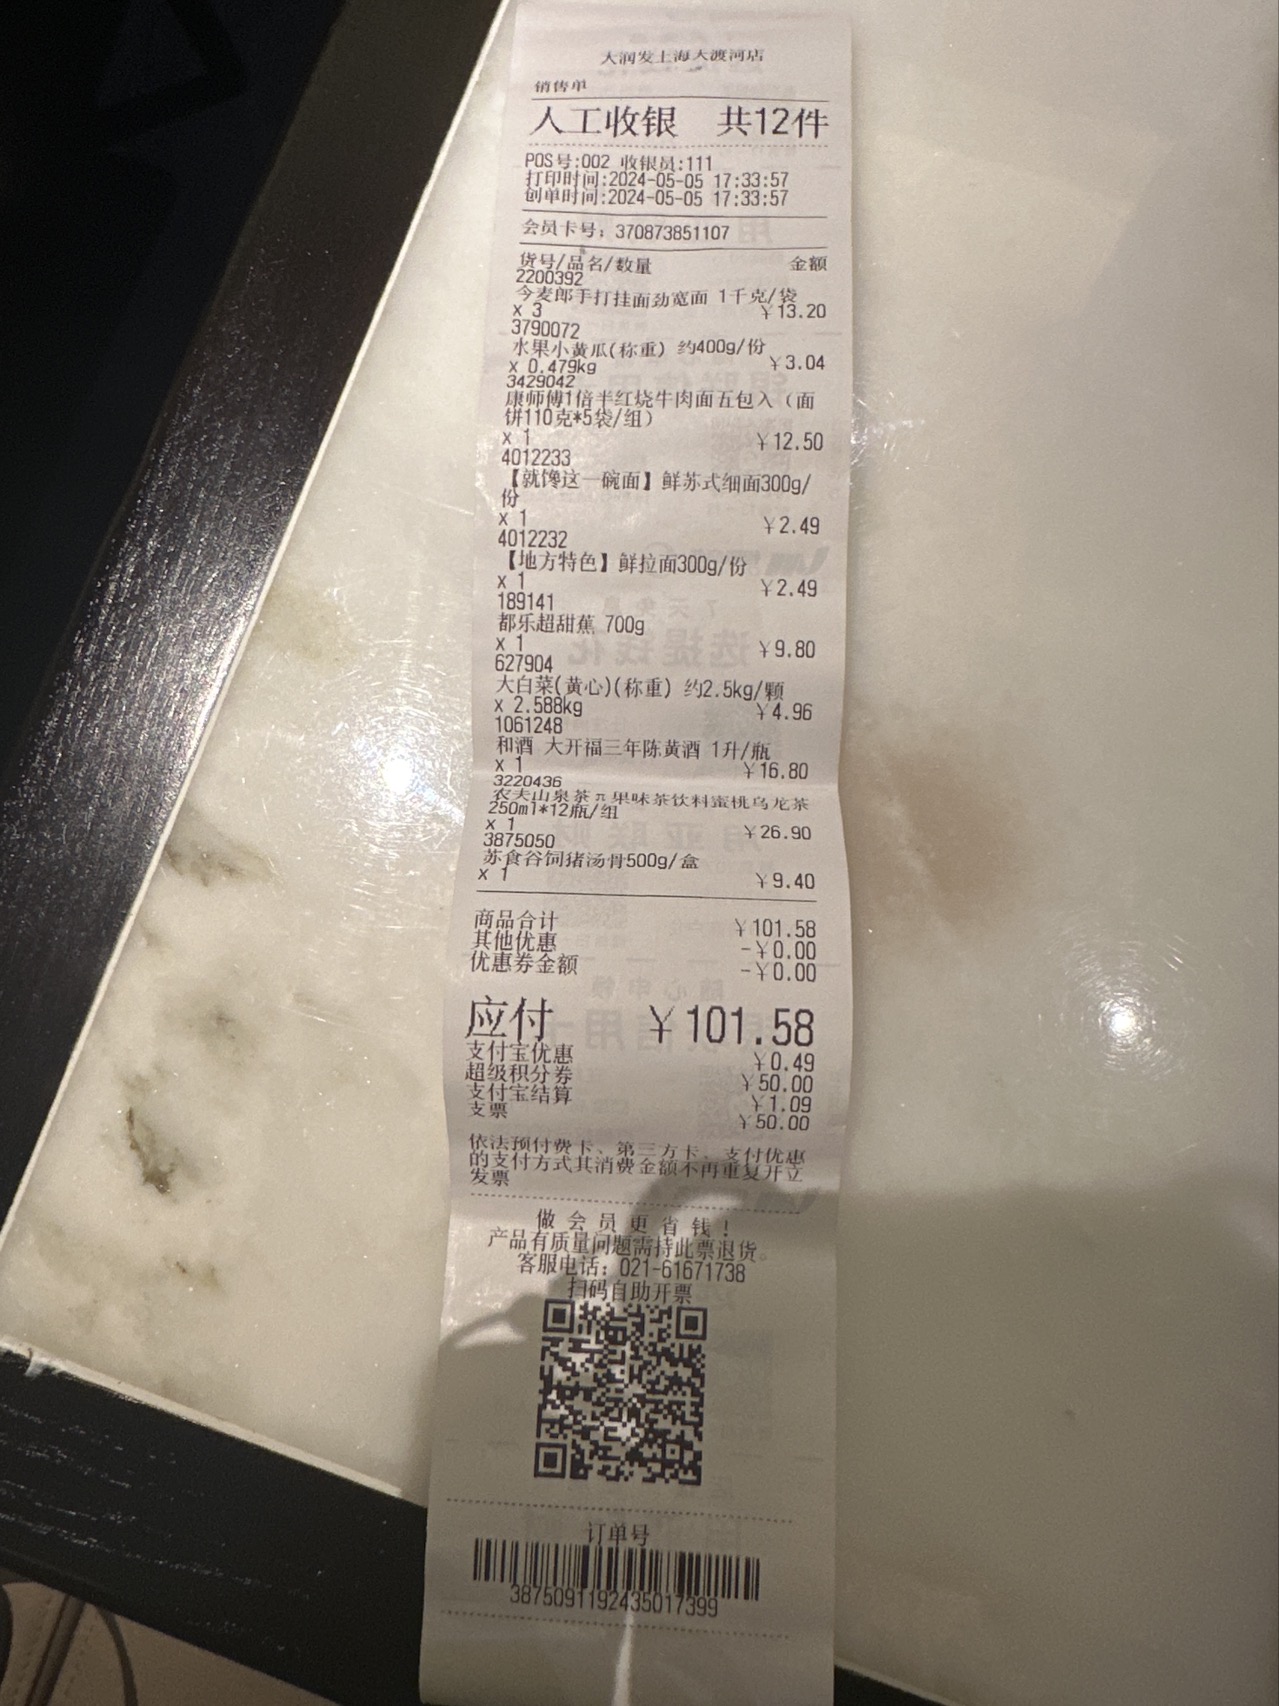 大润发上海大渡河店
销售单
人工收银 共12件
POS号:002 收银员:111
打印时间:2024-05-05 17:33:57
创单时间:2024-05-05 17:33:57
会员卡号: 370873851107
货号/品名/数量 金额
2200392
今麦郎手打挂面劲宽面 1千克/袋
x 3 ¥13.20
3790072
水果小黄瓜(称重) 约400g/份
x 0.479kg ¥3.04
3429042
康师傅1倍半红烧牛肉面五包入（面
饼110克*5袋/组）
x 1 ¥12.50
4012233
【就馋这一碗面】鲜苏式细面300g/
份
x 1 ¥2.49
4012232
【地方特色】鲜拉面300g/份
x 1 ¥2.49
189141
都乐超甜蕉 700g
x 1 ¥9.80
627904
大白菜(黄心)(称重) 约2.5kg/颗
x 2.588kg ¥4.96
1061248
和酒 大开福三年陈黄酒 1升/瓶
x 1 ¥16.80
3220436
农夫山泉茶π果味茶饮料蜜桃乌龙茶
250ml*12瓶/组
x 1 ¥26.90
3875050
苏食谷饲猪汤骨500g/盒
x 1 ¥9.40
商品合计 ¥101.58
其他优惠 -¥0.00
优惠券金额 -¥0.00
应付 ¥101.58
支付宝优惠 ¥0.49
超级积分券 ¥50.00
支付宝结算 ¥1.09
支票 ¥50.00
依法预付费卡、第三方卡、支付优惠
的支付方式其消费金额不再重复开立
发票
做会员更省钱！
产品有质量问题需持此票退货。
客服电话: 021-61671738
扫码自助开票
订单号
3875091192435017399